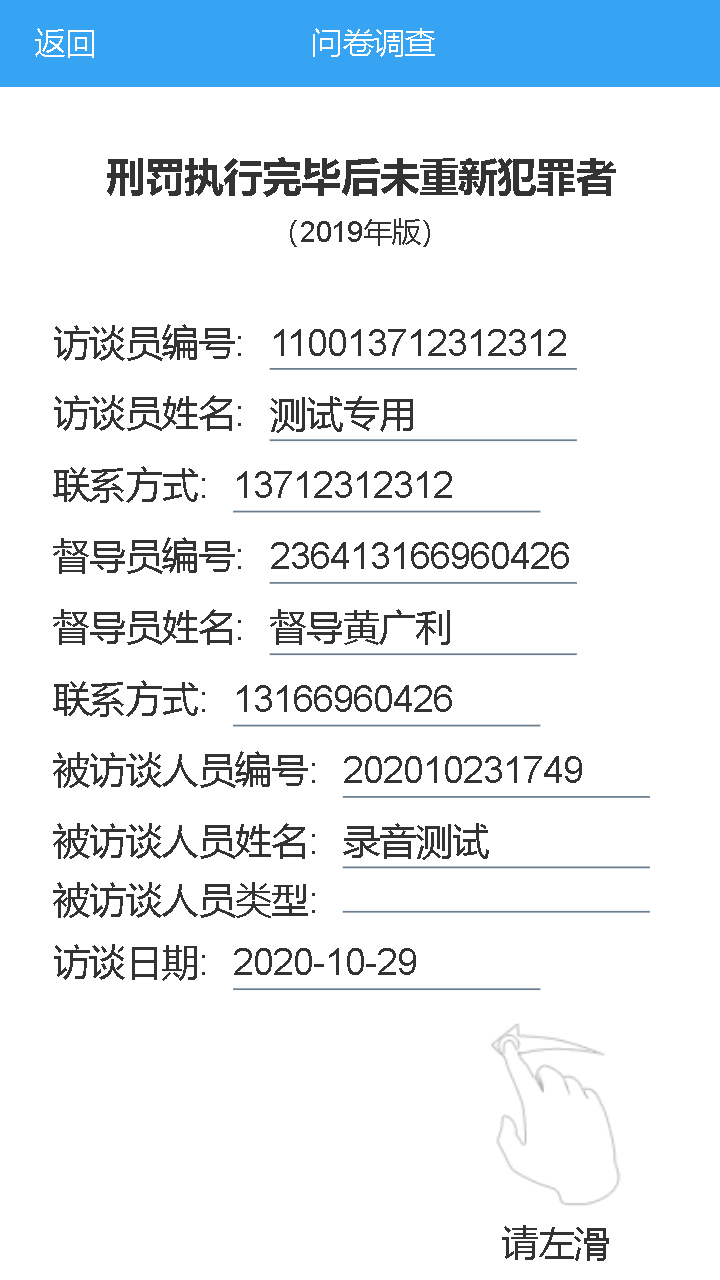 返回 问卷调查
刑罚执行完毕后未重新犯罪者
（2019年版）
访谈员编号: 110013712312312
访谈员姓名: 测试专用
联系方式: 13712312312
督导员编号: 236413166960426
督导员姓名: 督导黄广利
联系方式: 13166960426
被访谈人员编号: 202010231749
被访谈人员姓名: 录音测试
被访谈人员类型:
访谈日期: 2020-10-29
请左滑